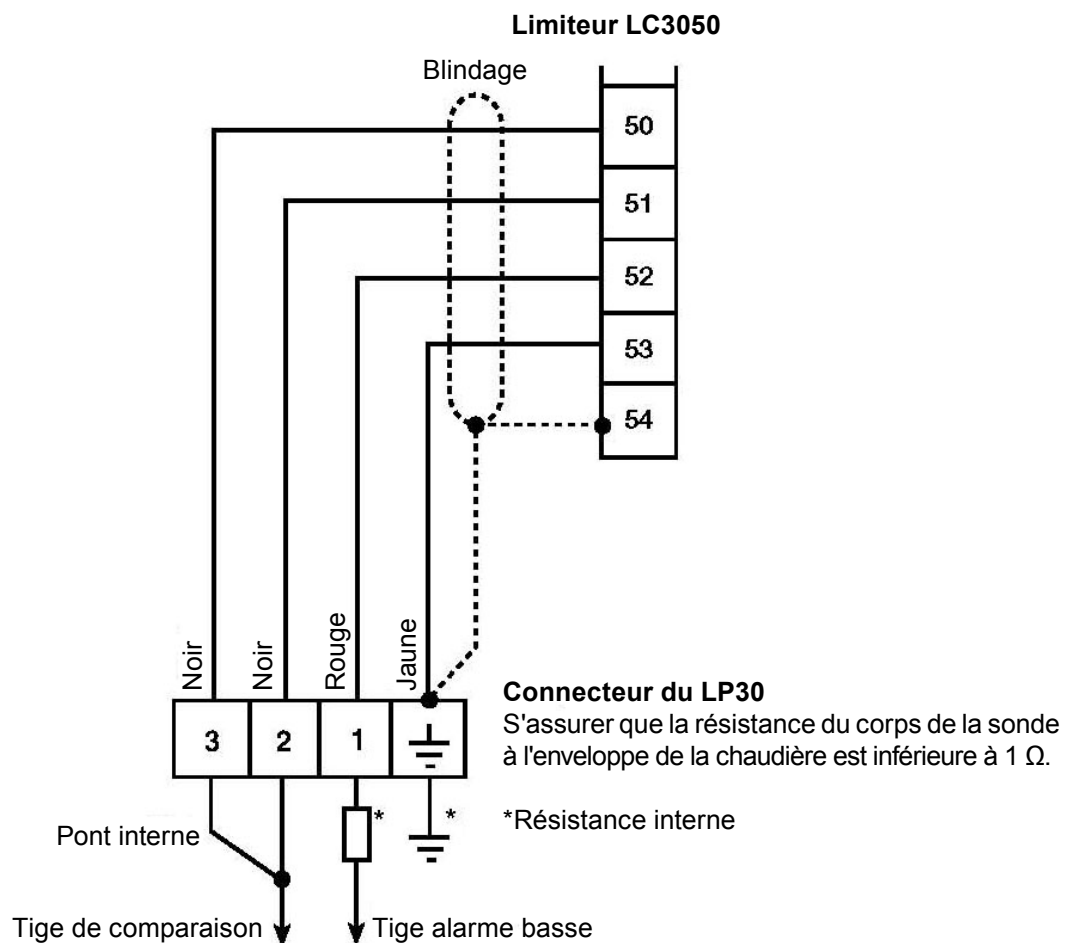 Limiteur LC3050
Blindage
50
51
52
53
54
Noir
Noir
Rouge
Jaune
3
2
1
Connecteur du LP30
S'assurer que la résistance du corps de la sonde
à l'enveloppe de la chaudière est inférieure à 1 Ω.
*
*
*Résistance interne
Pont interne
Tige de comparaison
Tige alarme basse